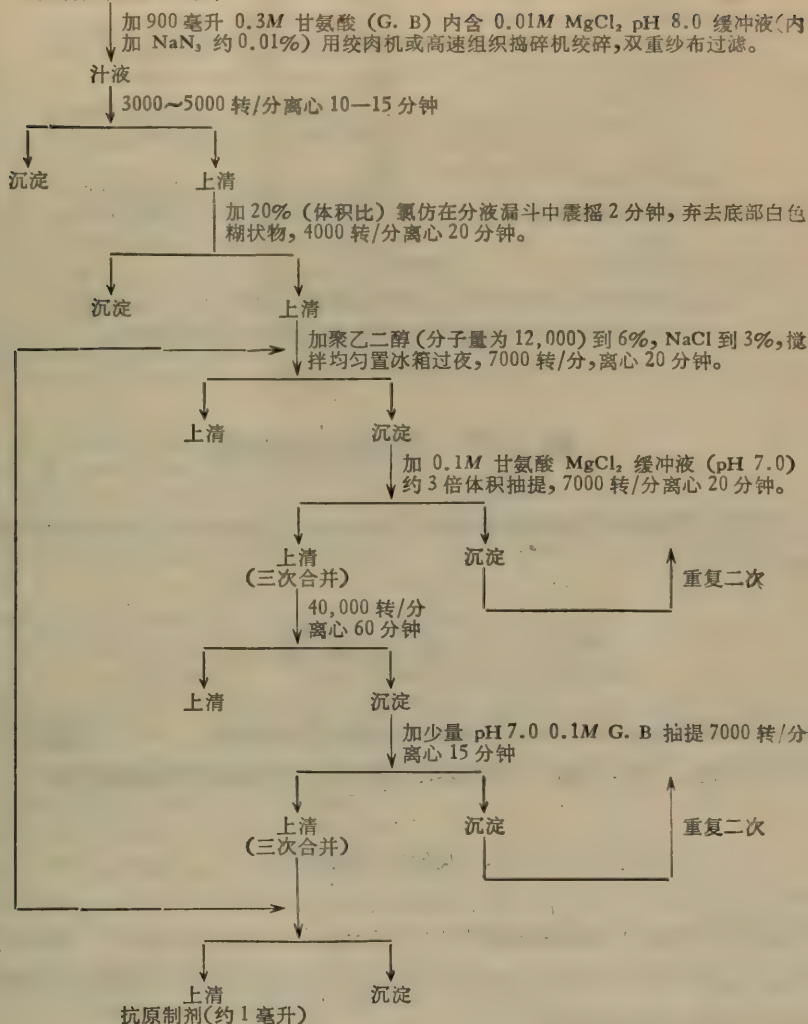 加 900 毫升 0.3M 甘氨酸 (G. B) 内含 0.01M MgCl₂ pH 8.0 缓冲液(内
加 NaN₃ 约0.01%) 用绞肉机或高速组织捣碎机绞碎,双重纱布过滤。
汁液
3000~5000 转/分离心 10—15 分钟
沉淀 上清
加 20% (体积比) 氯仿在分液漏斗中震摇 2 分钟, 弃去底部白色
糊状物, 4000 转/分离心 20 分钟。
沉淀 上清
加聚乙二醇 (分子量为 12,000) 到 6%, NaCl 到 3%, 搅
拌均匀置冰箱过夜, 7000 转/分, 离心 20 分钟。
上清 沉淀
加 0.1M 甘氨酸 MgCl₂ 缓冲液 (pH 7.0)
约 3 倍体积抽提, 7000 转/分离心 20 分钟。
上清 沉淀
(三次合并) 重复二次
40,000 转/分
离心 60 分钟
上清 沉淀
加少量 pH 7.0 0.1M G. B 抽提 7000 转/分
离心 15 分钟
上清 沉淀 重复二次
(三次合并)
上清 沉淀
抗原制剂(约 1 毫升)